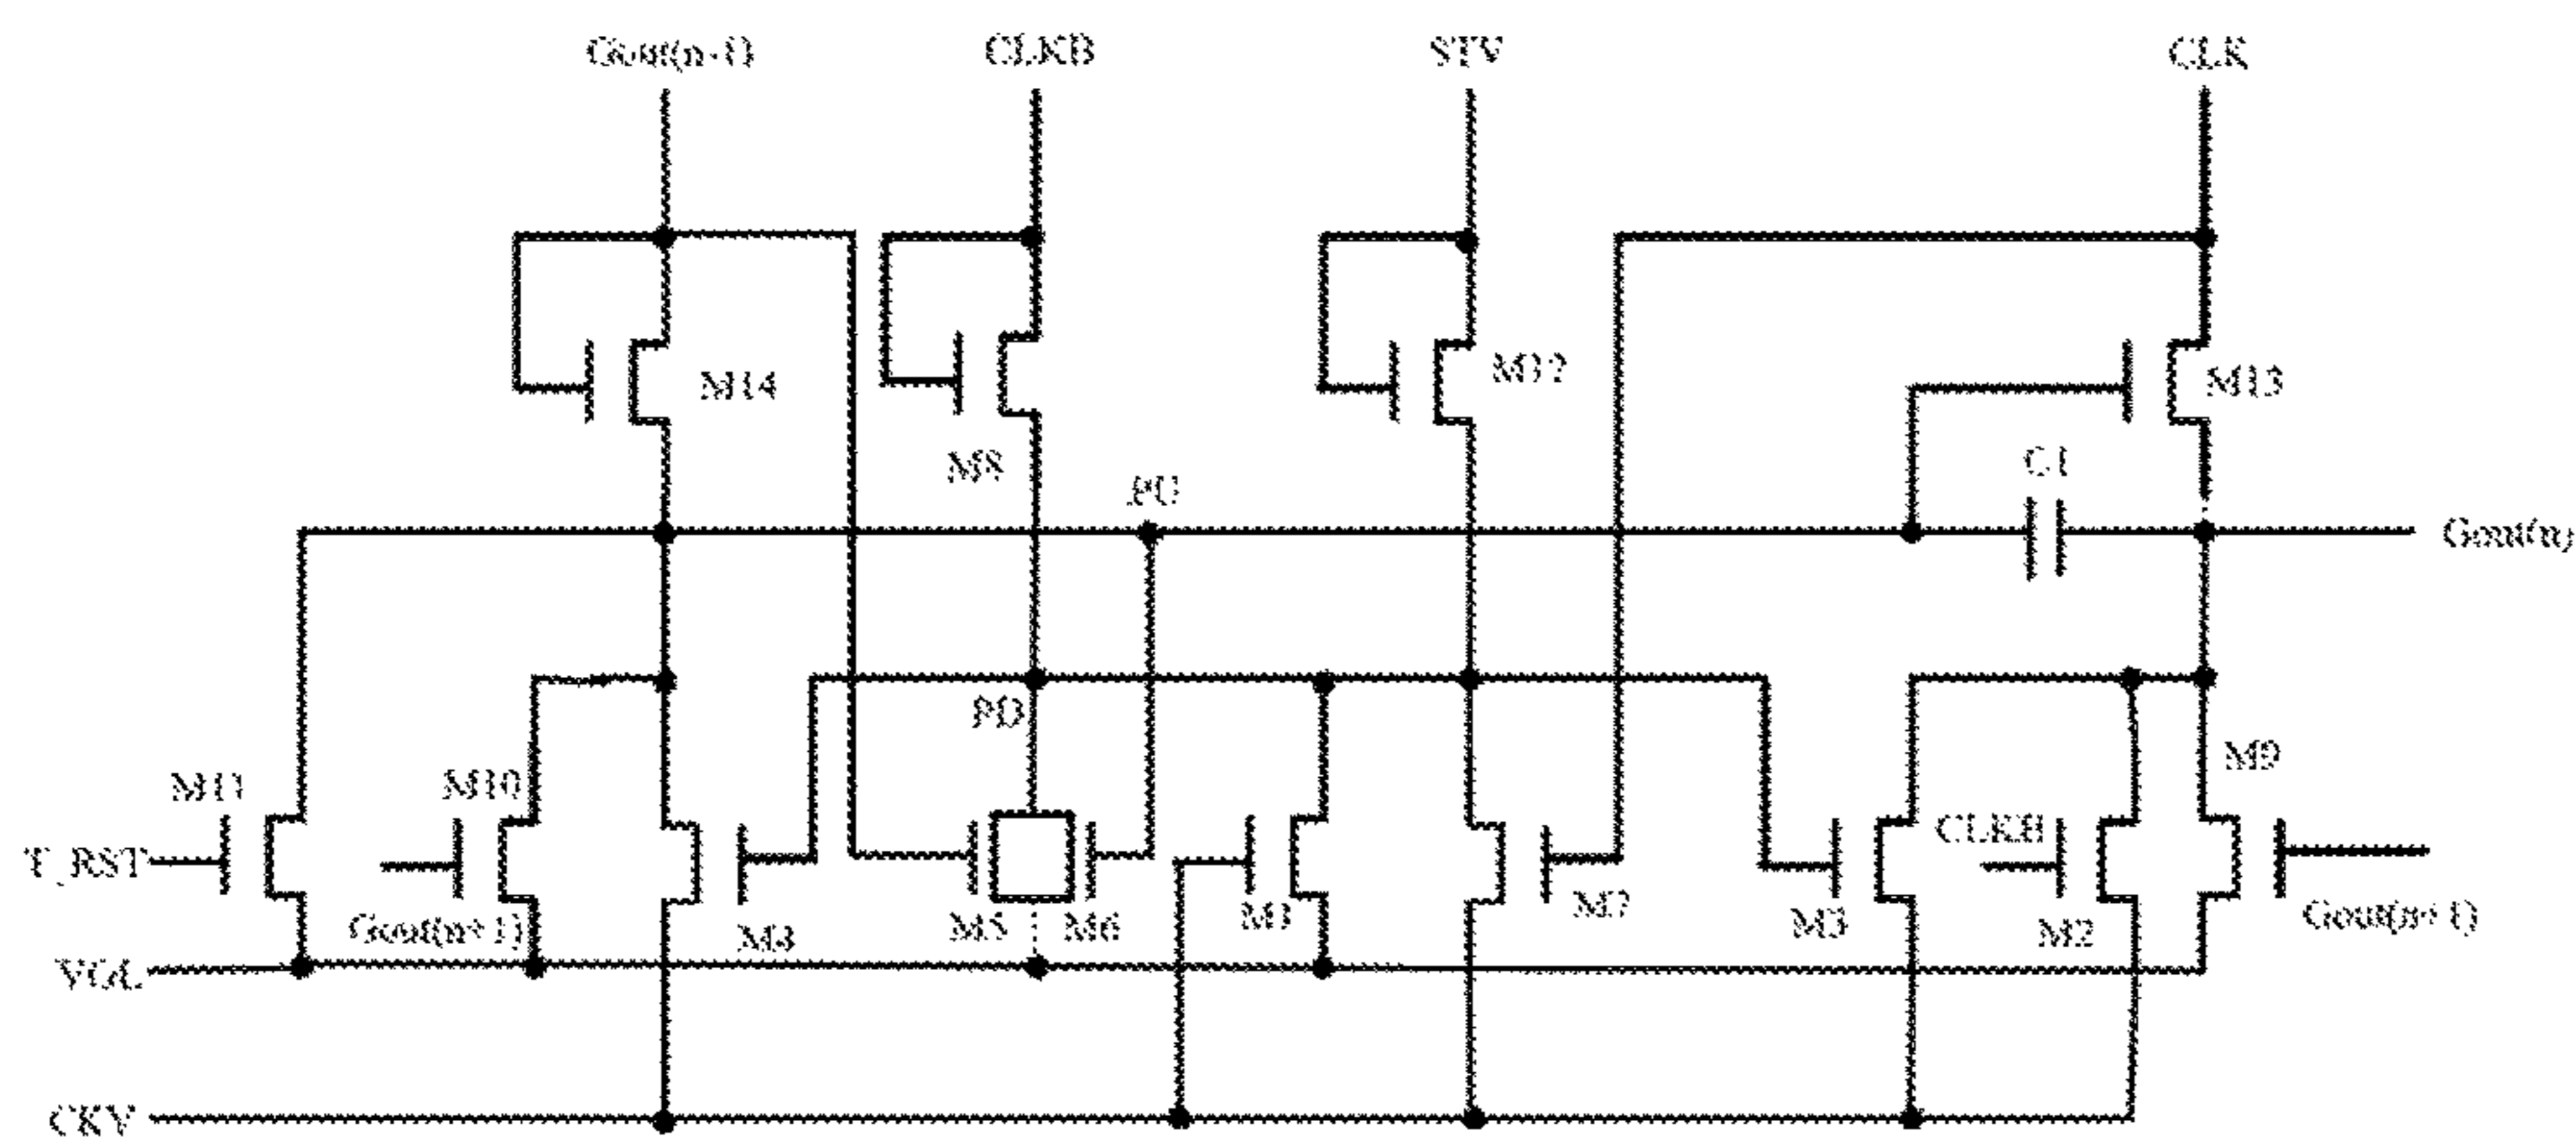 Gout(n-1)
CLKB
STV
CLK
M14
M12
M13
M8
C1
PU
Gout(n)
PD
M11
M10
M9
CLKB
T_RST
M5
M6
M3
M2
Gout(n+1)
Gout(n+1)
VGL
CKV